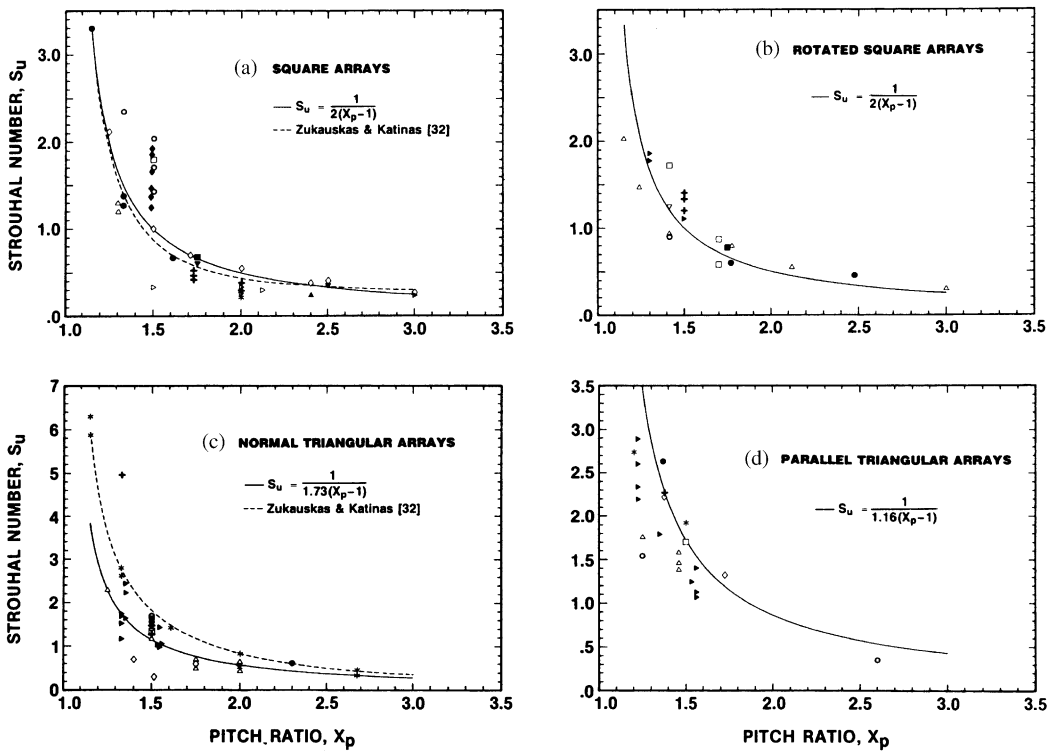 STROUHAL NUMBER, Su
3.0
2.0
1.0
.0
1.0 1.5 2.0 2.5 3.0 3.5
(a) SQUARE ARRAYS
Su = 1 / 2(Xp-1)
Zukauskas & Katinas [32]
3.0
2.0
1.0
.0
1.0 1.5 2.0 2.5 3.0 3.5
(b) ROTATED SQUARE ARRAYS
Su = 1 / 2(Xp-1)
STROUHAL NUMBER, Su
7
6
5
4
3
2
1
0
1.0 1.5 2.0 2.5 3.0 3.5
(c) NORMAL TRIANGULAR ARRAYS
Su = 1 / 1.73(Xp-1)
Zukauskas & Katinas [32]
PITCH RATIO, Xp
3.5
3.0
2.5
2.0
1.5
1.0
.5
.0
1.0 1.5 2.0 2.5 3.0 3.5
(d) PARALLEL TRIANGULAR ARRAYS
Su = 1 / 1.16(Xp-1)
PITCH RATIO, Xp